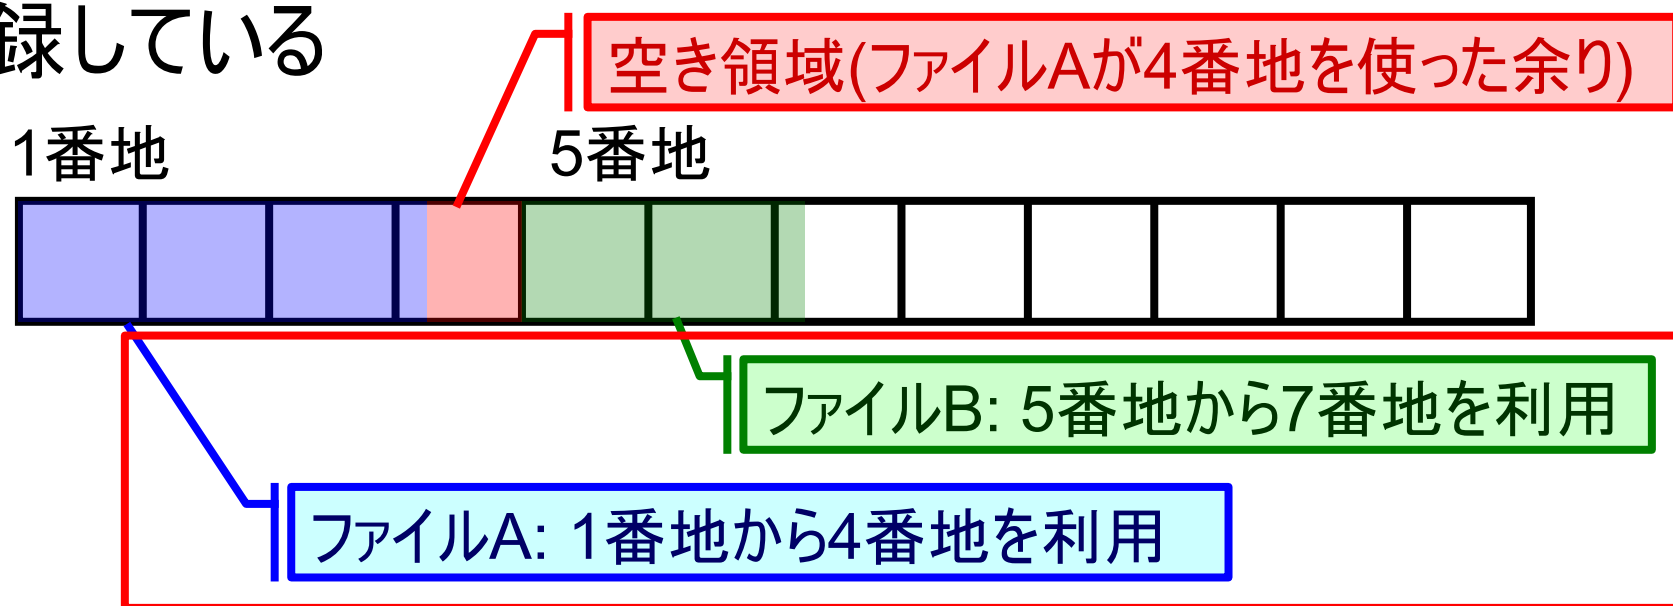 録している
空き領域(ファイルAが4番地を使った余り)
1番地
5番地
ファイルB: 5番地から7番地を利用
ファイルA: 1番地から4番地を利用